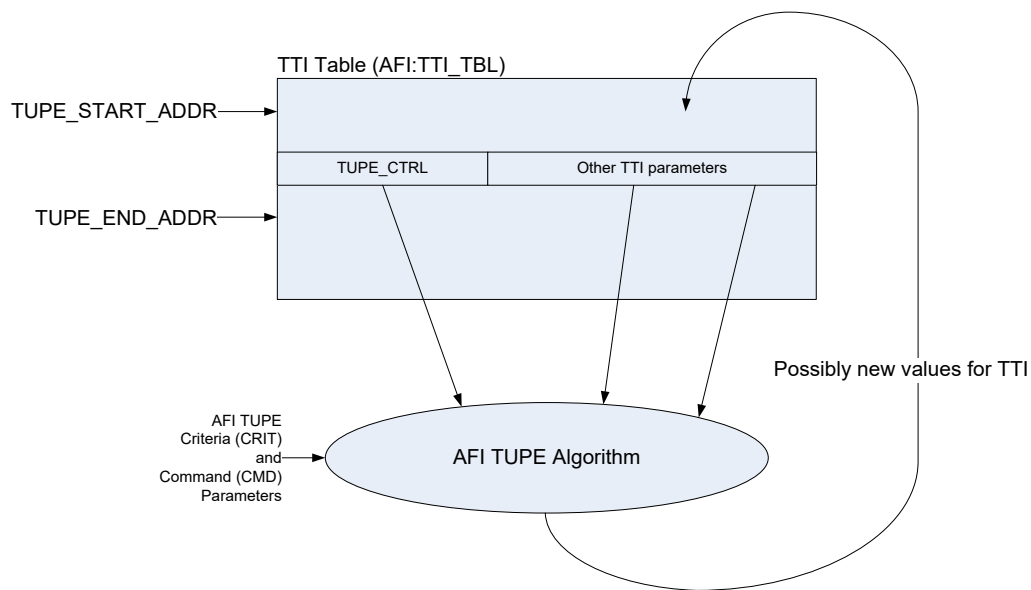 TTI Table (AFI:TTI_TBL)
TUPE_START_ADDR
TUPE_CTRL
Other TTI parameters
TUPE_END_ADDR
Possibly new values for TTI
AFI TUPE
Criteria (CRIT)
and
Command (CMD)
Parameters
AFI TUPE Algorithm